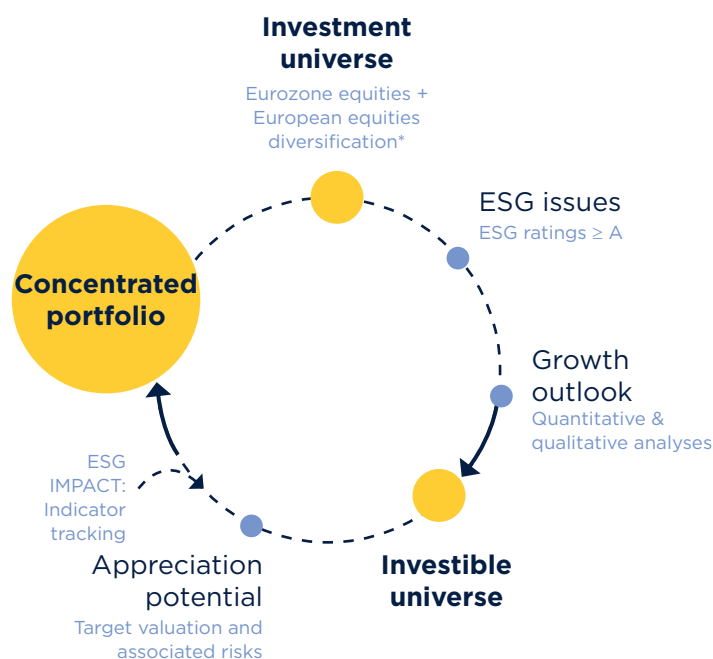 Investment
universe
Eurozone equities +
European equities
diversification*
ESG issues
ESG ratings ≥ A
Growth
outlook
Quantitative &
qualitative analyses
Investible
universe
Appreciation
potential
Target valuation and
associated risks
ESG
IMPACT:
Indicator
tracking
Concentrated
portfolio